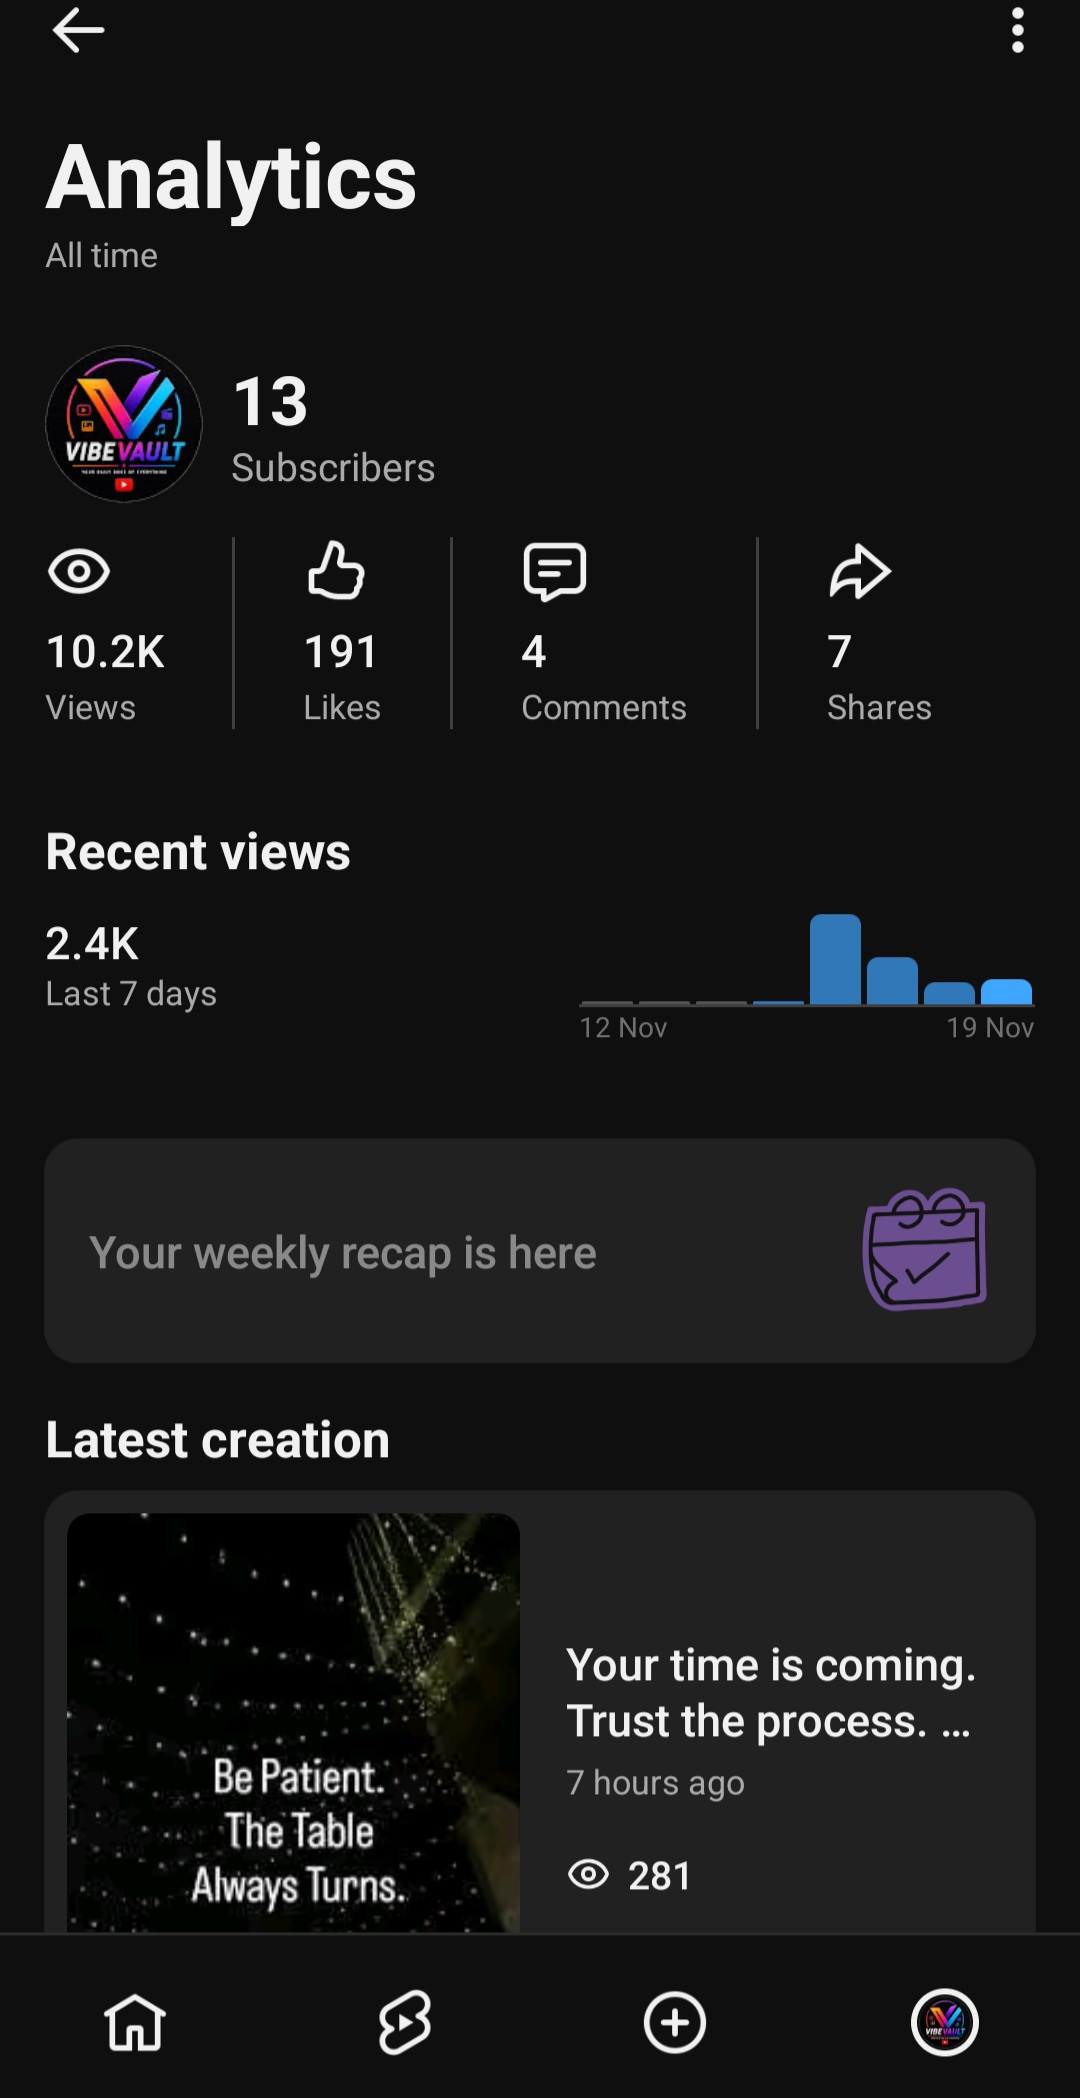 Analytics
All time
VIBEVAULT
13
Subscribers
10.2K
Views
191
Likes
4
Comments
7
Shares
Recent views
2.4K
Last 7 days
12 Nov
19 Nov
Your weekly recap is here
Latest creation
Be Patient.
The Table
Always Turns.
Your time is coming.
Trust the process. ...
7 hours ago
281
VIBEVAULT